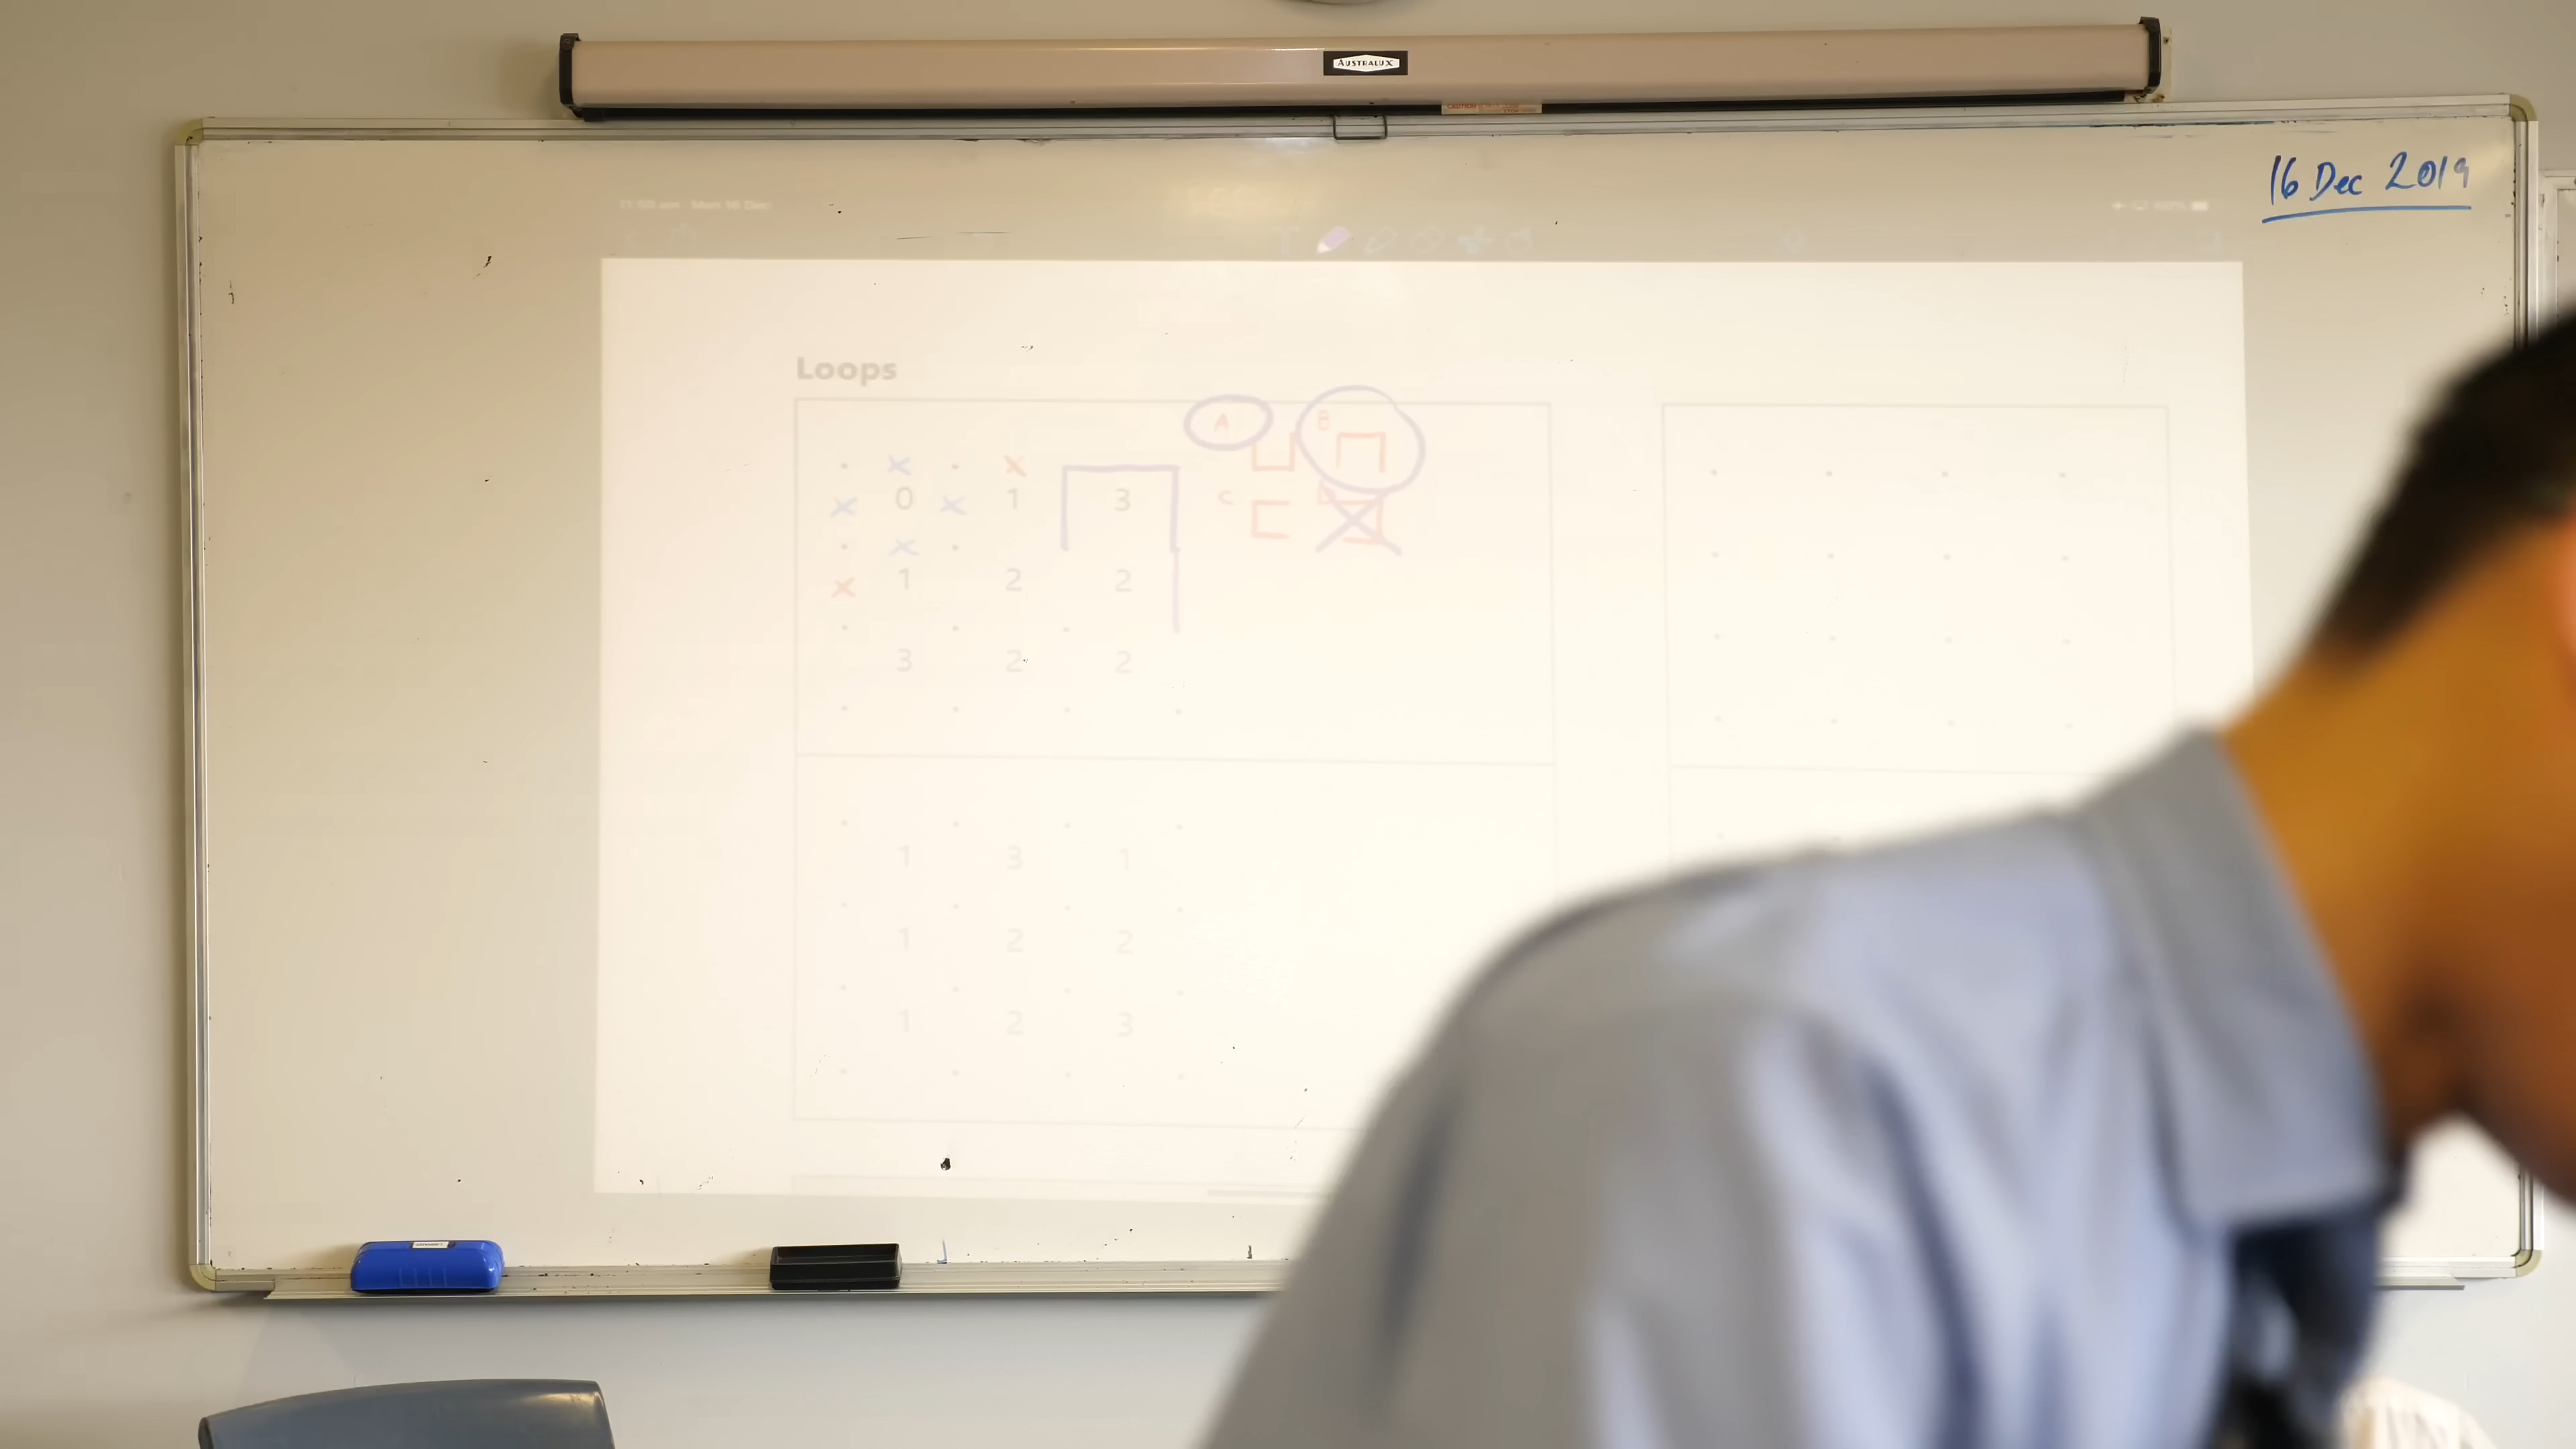 AUSTRALUX
CAUTION
16 Dec 2019
Loops
A B
0 1 3
C
1 2 2
3 2 2
1 3 1
1 2 2
1 2 3